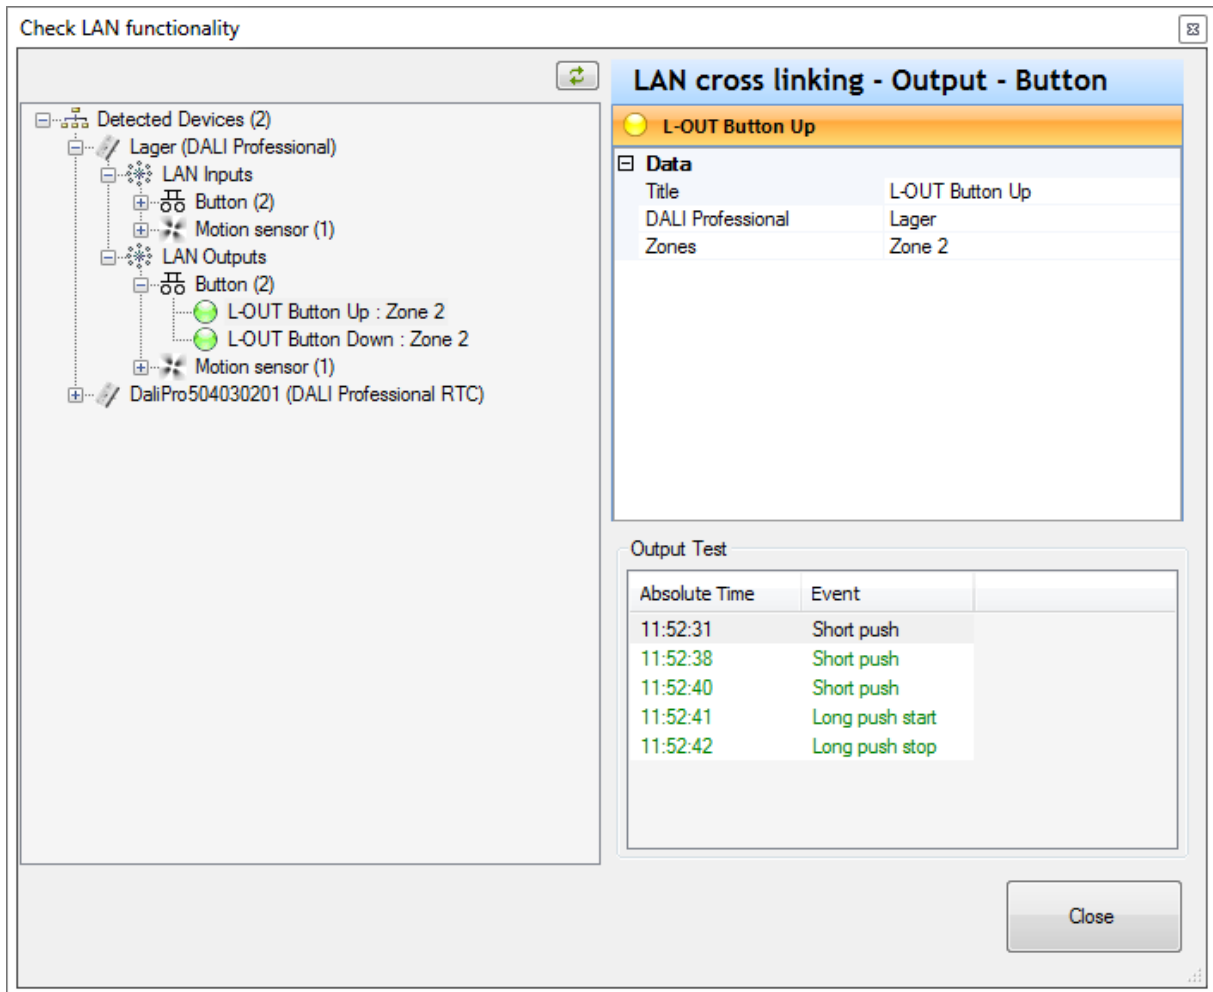 Check LAN functionality
Detected Devices (2)
Lager (DALI Professional)
LAN Inputs
Button (2)
Motion sensor (1)
LAN Outputs
Button (2)
L-OUT Button Up : Zone 2
L-OUT Button Down : Zone 2
Motion sensor (1)
DaliPro504030201 (DALI Professional RTC)
LAN cross linking - Output - Button
L-OUT Button Up
Data
Title L-OUT Button Up
DALI Professional Lager
Zones Zone 2
Output Test
Absolute Time Event
11:52:31 Short push
11:52:38 Short push
11:52:40 Short push
11:52:41 Long push start
11:52:42 Long push stop
Close